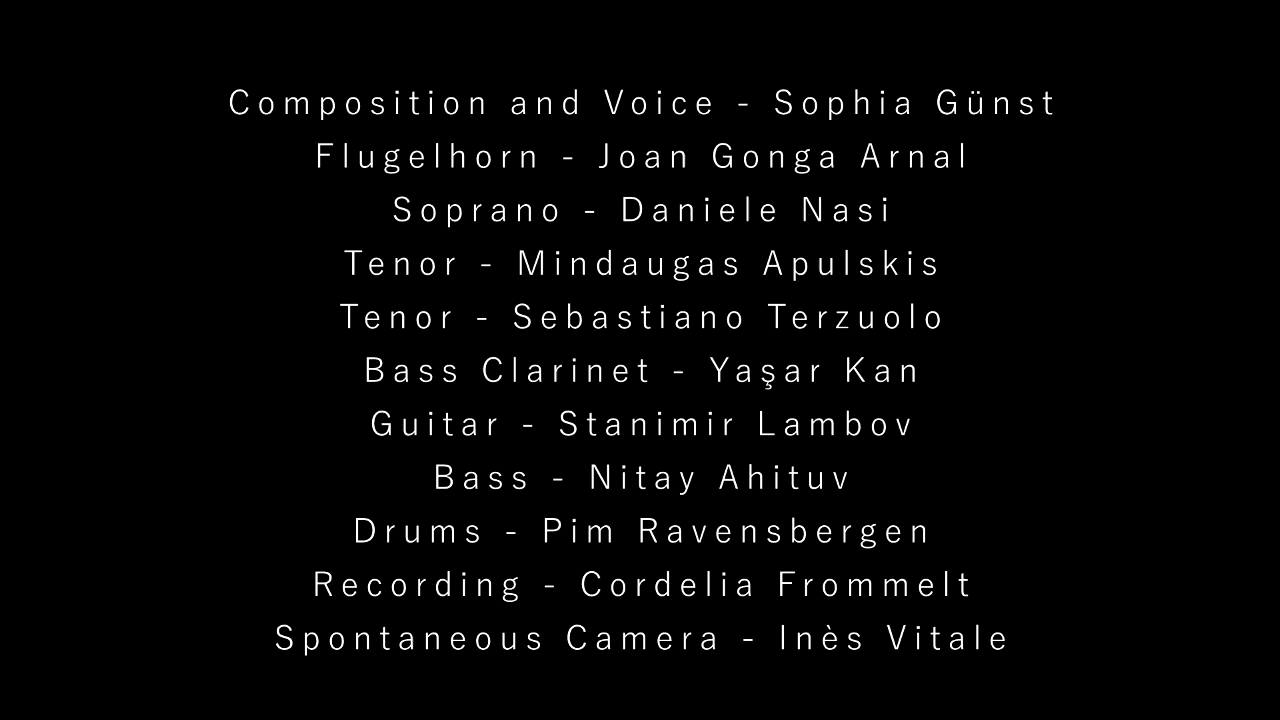 Composition and Voice - Sophia Günst
Flugelhorn - Joan Gonga Arnal
Soprano - Daniele Nasi
Tenor - Mindaugas Apulskis
Tenor - Sebastiano Terzuolo
Bass Clarinet - Yaşar Kan
Guitar - Stanimir Lambov
Bass - Nitay Ahituv
Drums - Pim Ravensbergen
Recording - Cordelia Frommelt
Spontaneous Camera - Inès Vitale